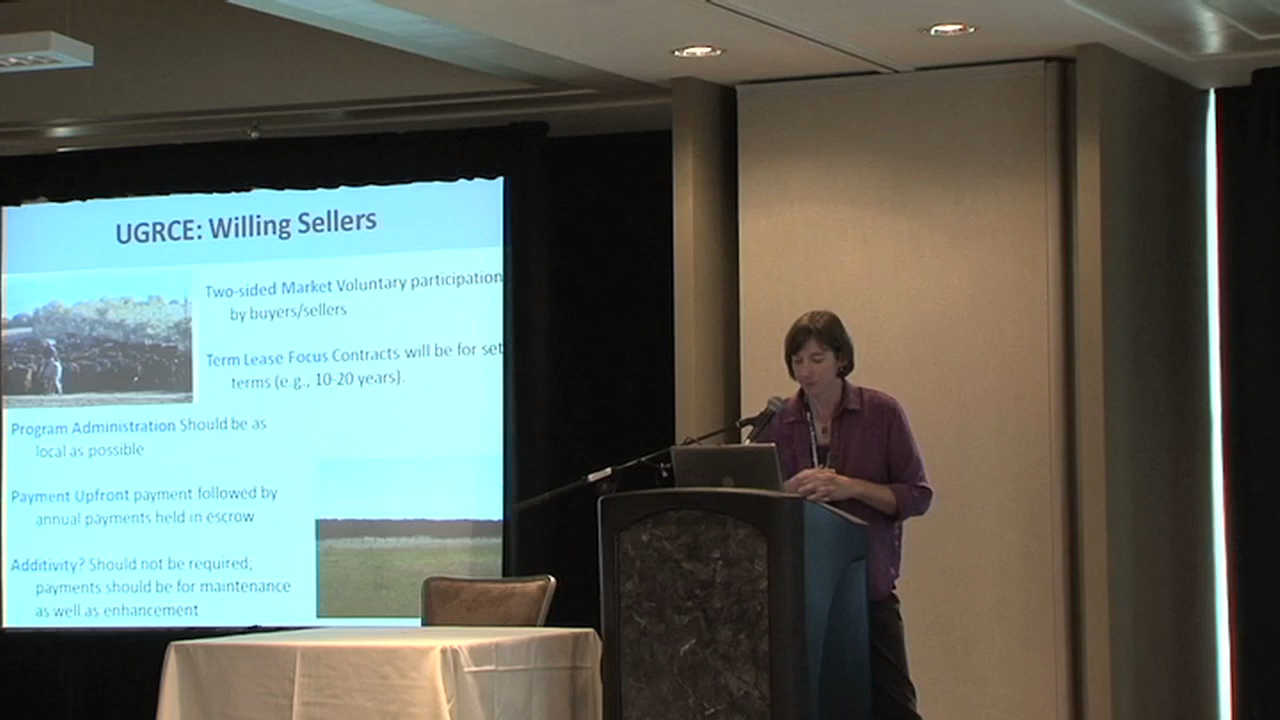 UGRCE: Willing Sellers
Two-sided Market Voluntary participation
by buyers/sellers
Term Lease Focus Contracts will be for set
terms (e.g., 10-20 years).
Program Administration Should be as
local as possible
Payment Upfront payment followed by
annual payments held in escrow
Additivity? Should not be required;
payments should be for maintenance
as well as enhancement